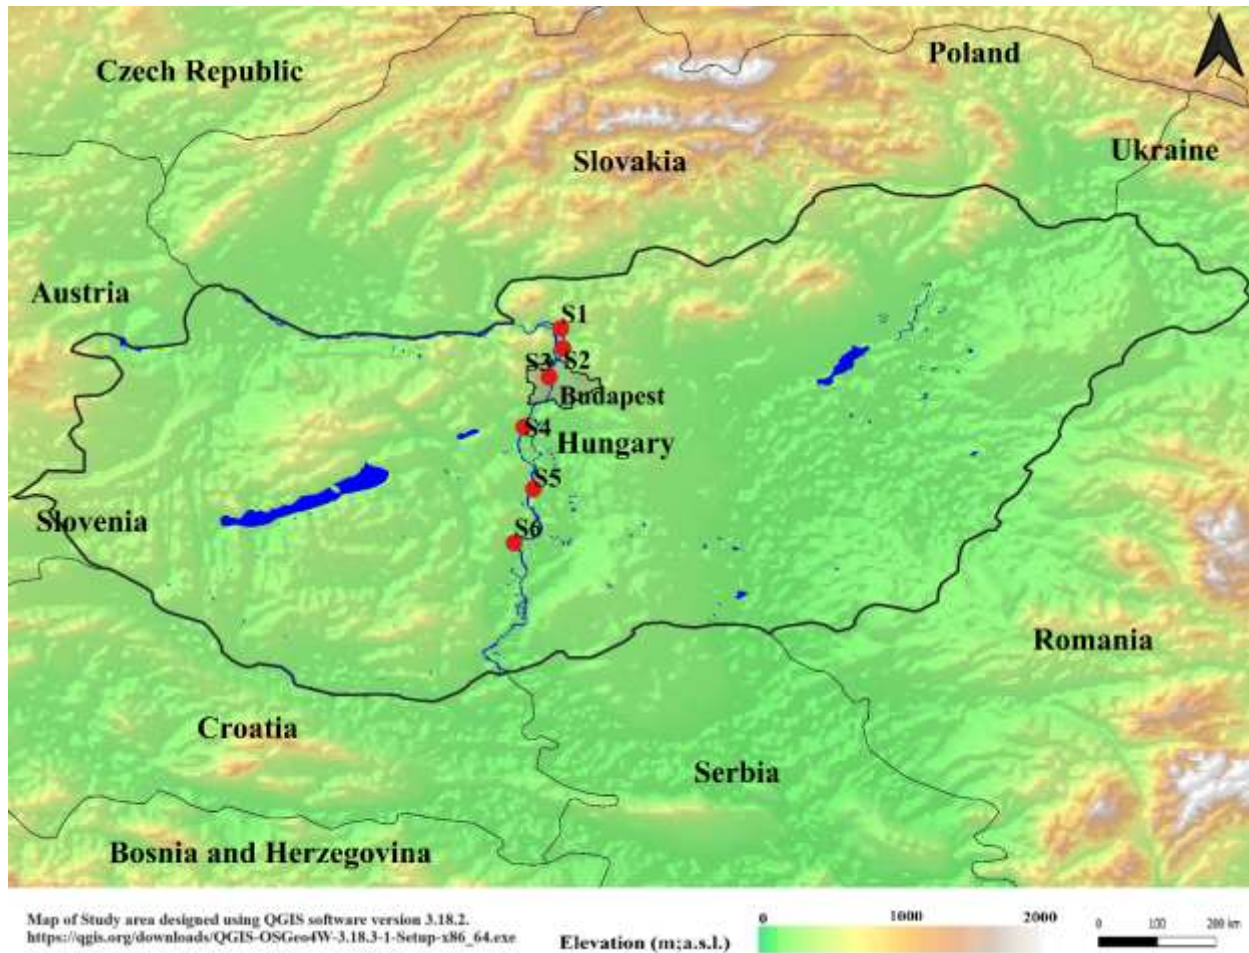 Czech Republic
Poland
Slovakia
Ukraine
Austria
S1
S2
S3
Budapest
S4
Hungary
S5
Slovenia
S6
Romania
Croatia
Serbia
Bosnia and Herzegovina
Map of Study area designed using QGIS software version 3.18.2.
https://qgis.org/downloads/QGIS-OSGeo4W-3.18.3-1-Setup-x86_64.exe
Elevation (m;a.s.l.)
0 1000 2000
0 100 200 km